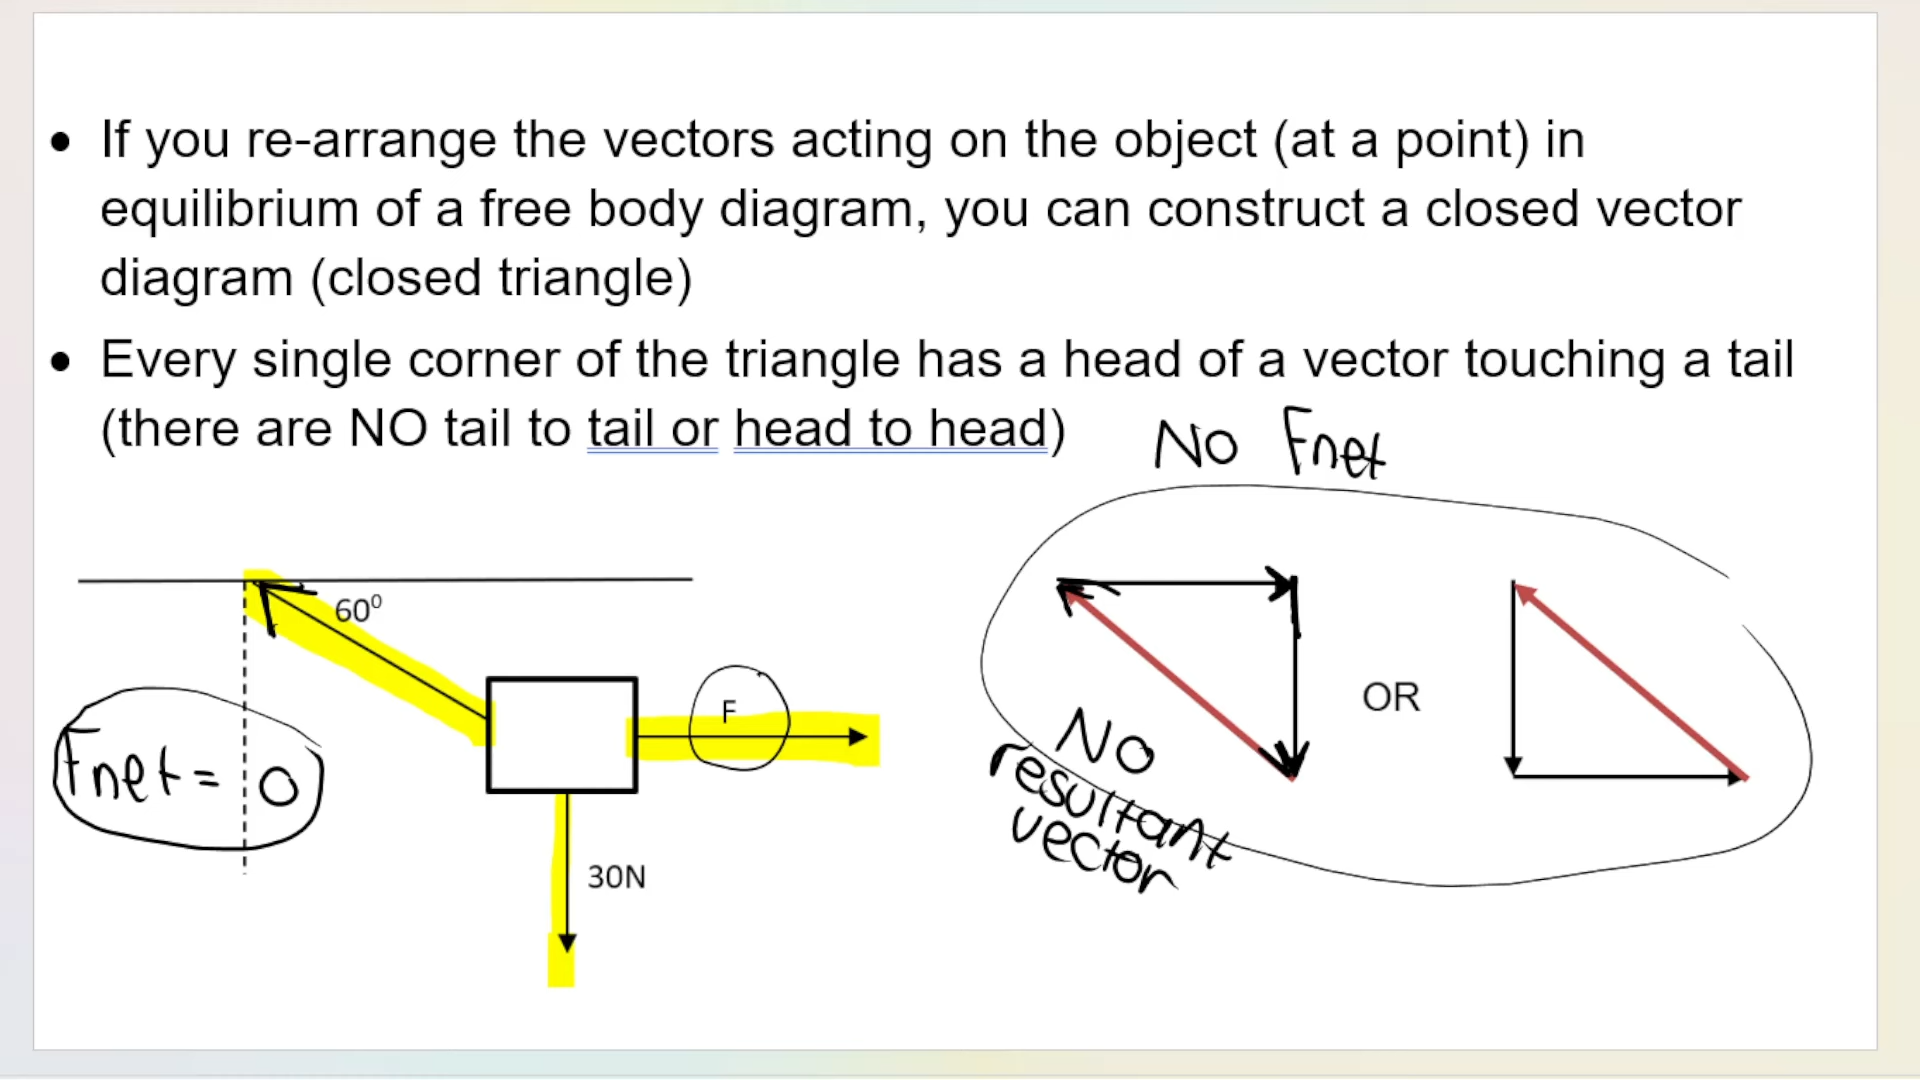 • If you re-arrange the vectors acting on the object (at a point) in
equilibrium of a free body diagram, you can construct a closed vector
diagram (closed triangle)
• Every single corner of the triangle has a head of a vector touching a tail
(there are NO tail to tail or head to head)
NO Fnet
60⁰
F
Fnet = 0
30N
OR
NO
resultant
vector